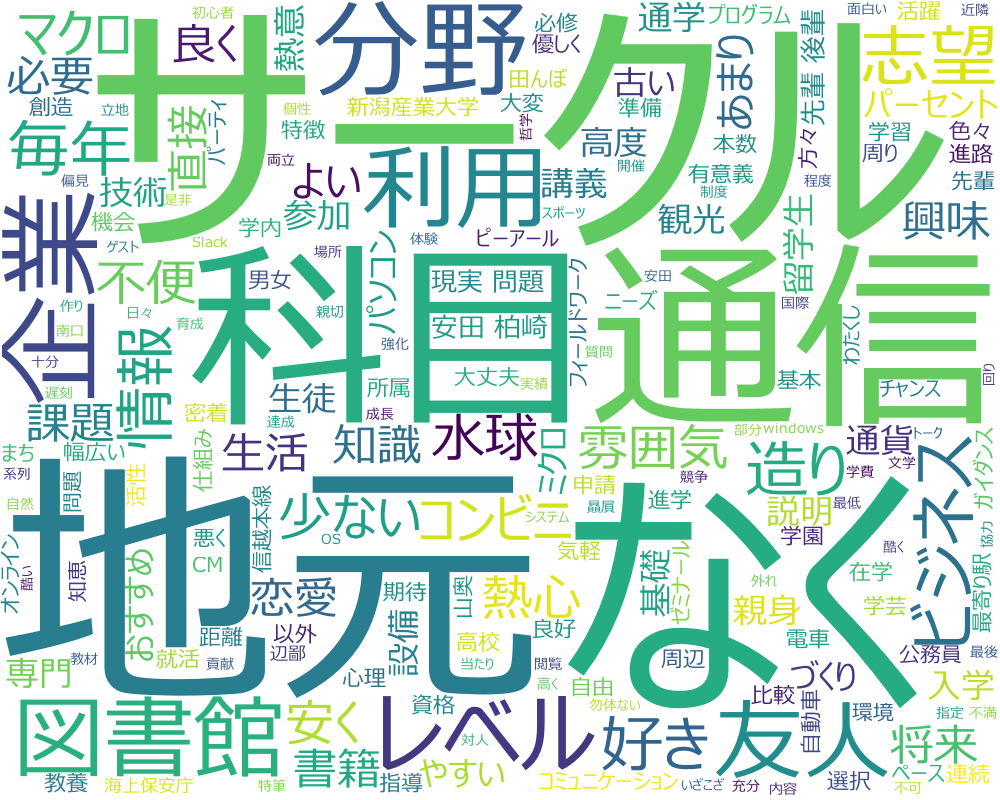 マクロ
良く
初心者
熱意
サークル
分野
必修
優しく
通学
プログラム
面白い
活躍
近隣
必要
創造
立地
パーティ
個性
新潟産業大学
田んぼ
大変
古い
あまり
先輩 後輩
志望
パーセント
毎年
直接
特徴
哲学
準備
本数
方々
学習
色々
周り
進路
技術
偏見
是非
両立
よい
利用
開催
高度
講義
有意義
制度
程度
先輩
企業
機会
ゲスト
学内
参加
スポーツ
観光
留学生
興味
Slack
場所
体験
ピーアール
不便
男女
パソコン
科目
現実 問題
フィールドワーク
ニーズ
安田
国際
通信
わたくし
作り
日々
育成
親切
強化
安田 柏崎
質問
南口
十分
情報
生徒
所属
大丈夫
実績
基本
チャンス
回り
遅刻
課題
密着
達成
成長
水球
部分
windows
トーク
まち
幅広い
仕組み
生活
知識
ミクロ
雰囲気
競争
造り
通貨
学費
文学
系列
問題
活性
申請
進学
説明
最低
ビジネス
ガイダンス
自然
地元
信越本線
少ない
コンビニ
システム
贔屓
なく
学園
協力
オンライン
酷い
知恵
おすすめ
悪く
CM
OS
気軽
基礎
ゼミナール
外れ
酷く
在学
最寄り駅
恋愛
期待
山奥
熱心
親身
学芸
距離
以外
設備
良好
電車
専門
教材
就活
貢献
辺鄙
高校
当たり
閲覧
周辺
公務員
最後
心理
自由
比較
づくり
入学
図書館
安く
資格
高く
勿体ない
自動車
環境
指定
不満
レベル
対人
好き
友人
将来
教養
海上保安庁
特筆
書籍
指導
やすい
コミュニケーション
いざこざ
充分
内容
選択
ペース
不可
連続